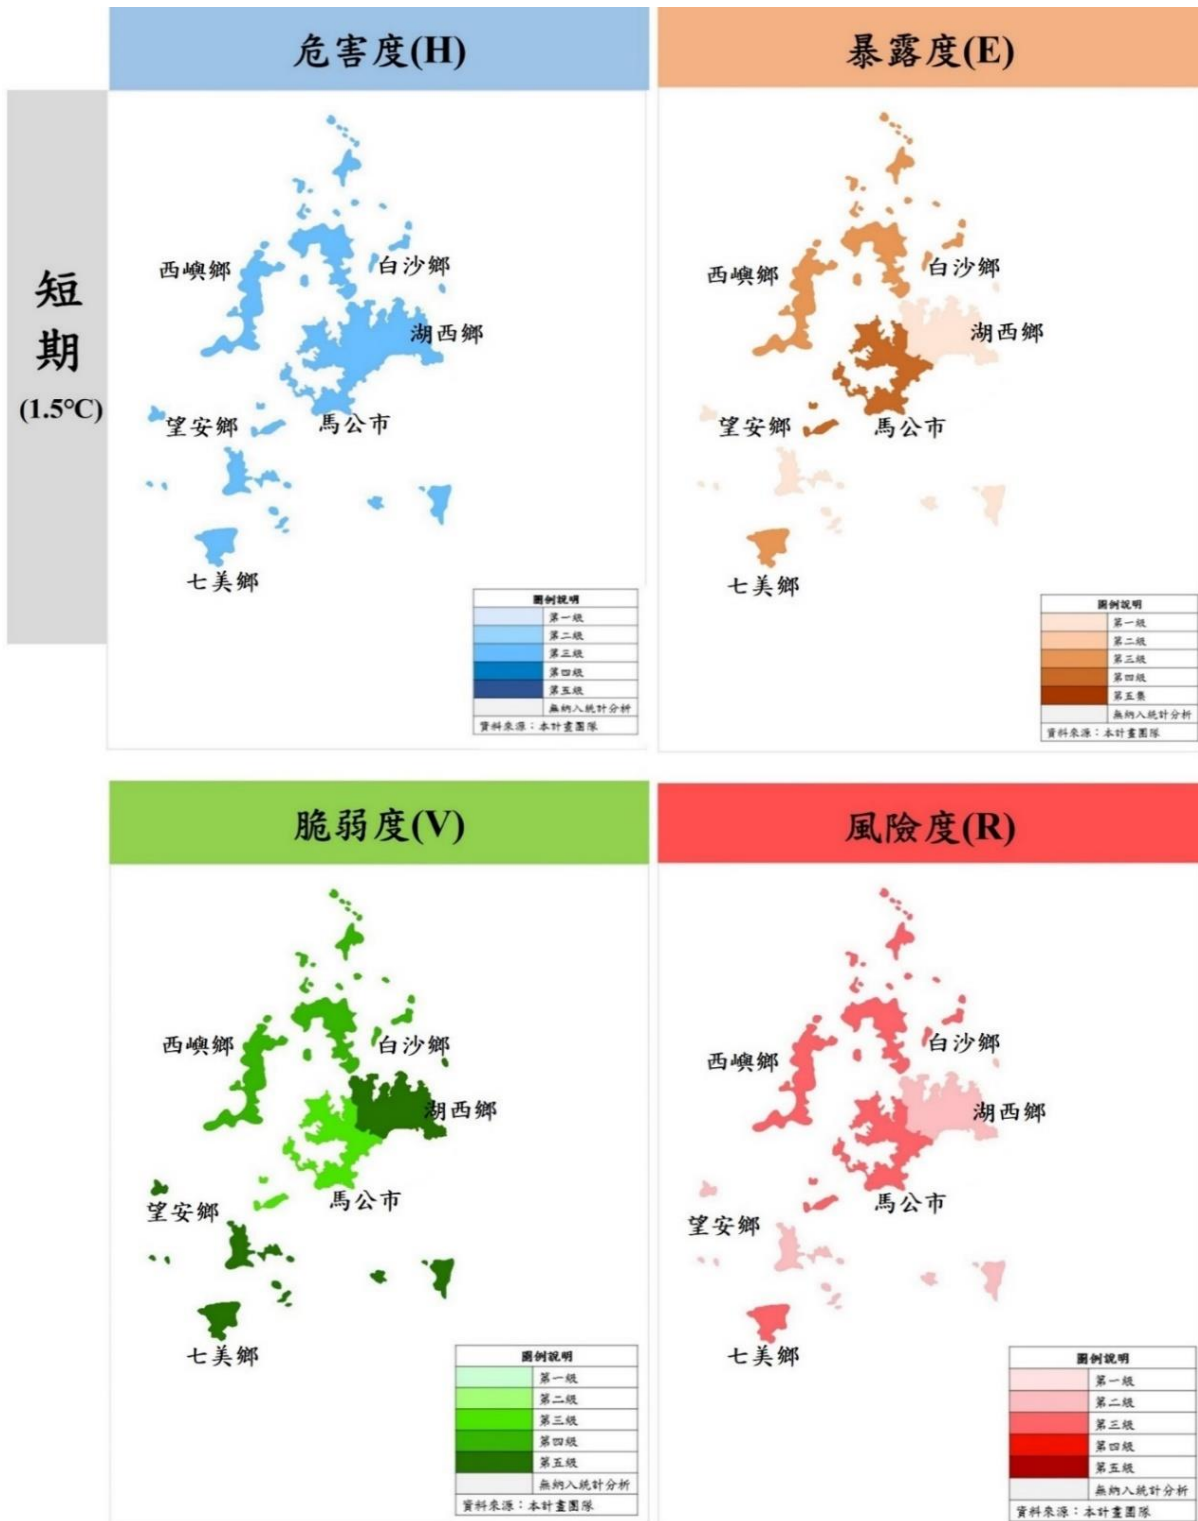 危害度(H)
暴露度(E)
短
期
(1.5℃)
西嶼鄉
白沙鄉
湖西鄉
望安鄉
馬公市
七美鄉
圖例說明
第一級
第二級
第三級
第四級
第五級
無納入統計分析
資料來源：本計畫團隊
西嶼鄉
白沙鄉
湖西鄉
望安鄉
馬公市
七美鄉
圖例說明
第一級
第二級
第三級
第四級
第五集
無納入統計分析
資料來源：本計畫團隊
脆弱度(V)
風險度(R)
西嶼鄉
白沙鄉
湖西鄉
馬公市
望安鄉
七美鄉
圖例說明
第一級
第二級
第三級
第四級
第五級
無納入統計分析
資料來源：本計畫團隊
西嶼鄉
白沙鄉
湖西鄉
馬公市
望安鄉
七美鄉
圖例說明
第一級
第二級
第三級
第四級
第五級
無納入統計分析
資料來源：本計畫團隊